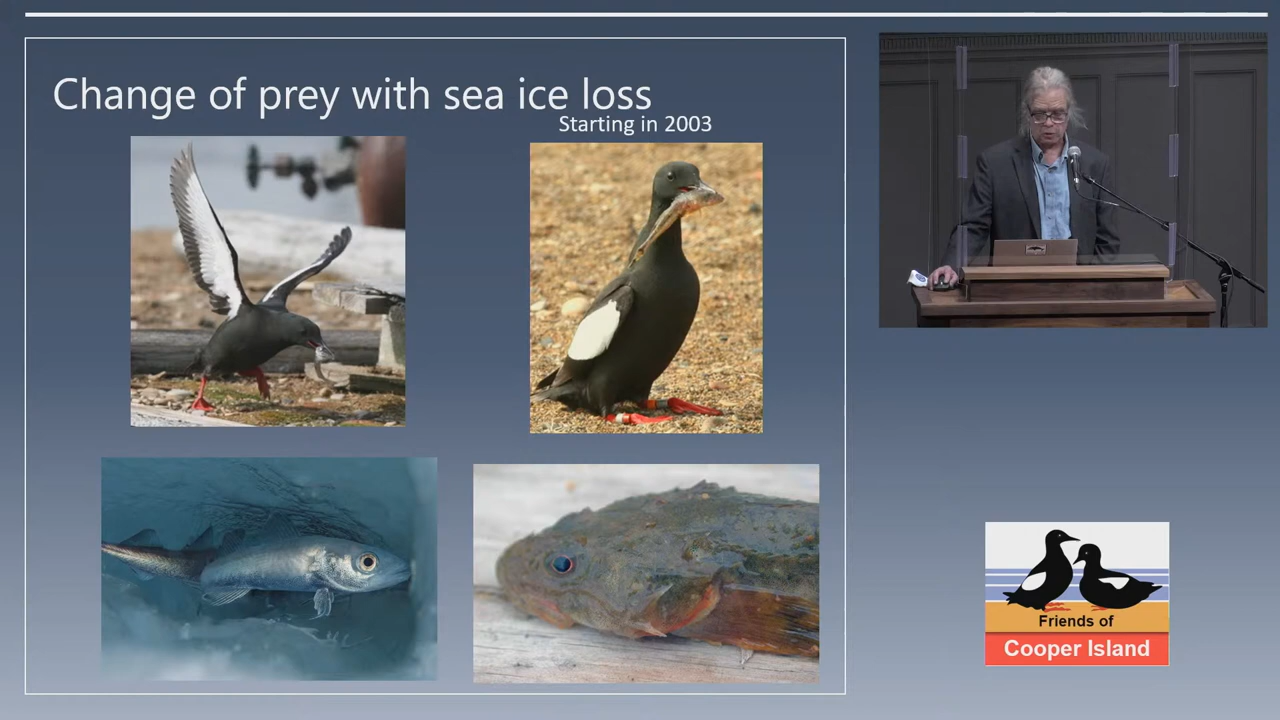 Change of prey with sea ice loss
Starting in 2003
Friends of
Cooper Island